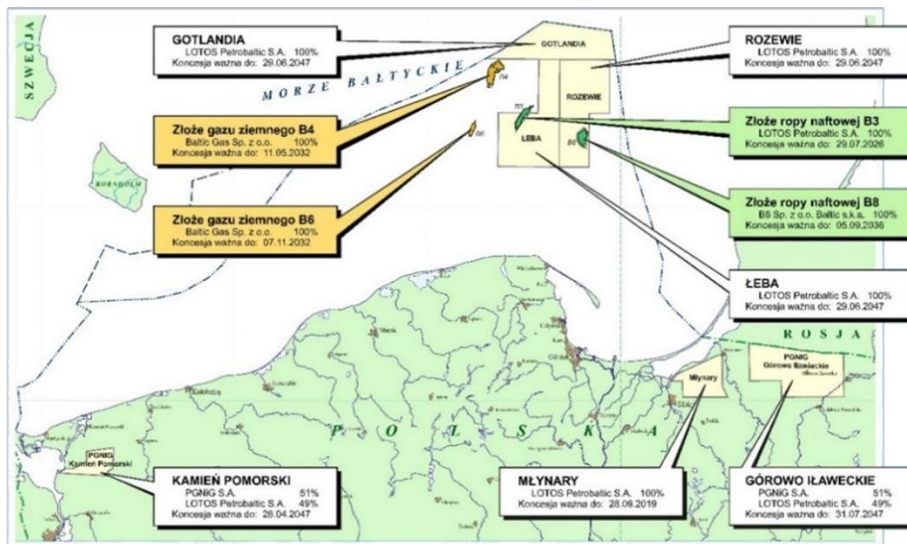 GOTLANDIA
LOTOS Petrobaltic S.A. 100%
Koncesja ważna do: 29.06.2047
GOTLANDIA
ROZEWIE
LOTOS Petrobaltic S.A. 100%
Koncesja ważna do: 29.06.2047
SZWECJA
MORZE BAŁTYCKIE
B4
ROZEWIE
Złoże gazu ziemnego B4
Baltic Gas Sp. z o.o. 100%
Koncesja ważna do: 11.05.2032
B3
B6
ŁEBA
B8
Złoże ropy naftowej B3
LOTOS Petrobaltic S.A. 100%
Koncesja ważna do: 29.07.2026
BORNHOLM
Złoże gazu ziemnego B6
Baltic Gas Sp. z o.o. 100%
Koncesja ważna do: 07.11.2032
Złoże ropy naftowej B8
B8 Sp. z o.o. Baltic s.k.a. 100%
Koncesja ważna do: 05.09.2036
ŁEBA
LOTOS Petrobaltic S.A. 100%
Koncesja ważna do: 29.06.2047
ROSJA
PGNIG
Górowo Iławeckie
Młynary
POLSKA
PGNIG
Kamień Pomorski
KAMIEŃ POMORSKI
PGNIG S.A. 51%
LOTOS Petrobaltic S.A. 49%
Koncesja ważna do: 28.04.2047
MŁYNARY
LOTOS Petrobaltic S.A. 100%
Koncesja ważna do: 28.09.2019
GÓROWO IŁAWECKIE
PGNIG S.A. 51%
LOTOS Petrobaltic S.A. 49%
Koncesja ważna do: 31.07.2047